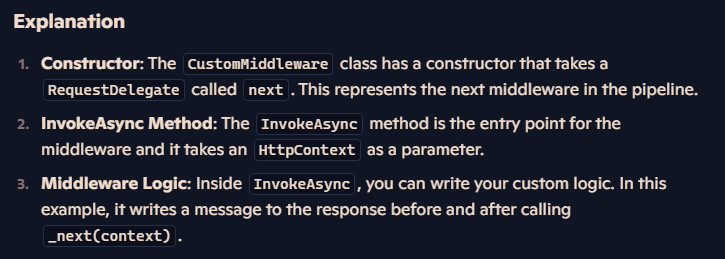 Explanation
1. Constructor: The CustomMiddleware class has a constructor that takes a
RequestDelegate called next. This represents the next middleware in the pipeline.
2. InvokeAsync Method: The InvokeAsync method is the entry point for the
middleware and it takes an HttpContext as a parameter.
3. Middleware Logic: Inside InvokeAsync, you can write your custom logic. In this
example, it writes a message to the response before and after calling
_next(context).